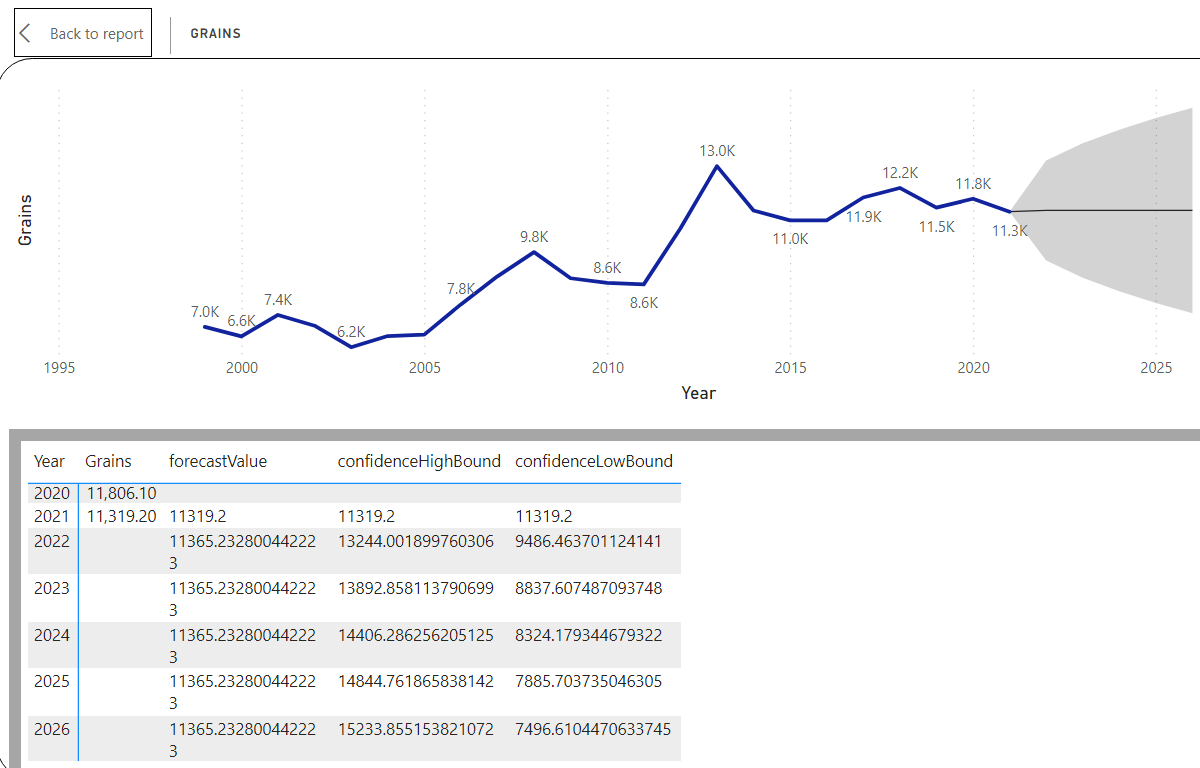 Back to report
GRAINS
13.0K
12.2K
11.8K
11.9K
11.5K
11.3K
11.0K
9.8K
8.6K
8.6K
7.8K
7.4K
7.0K
6.6K
6.2K
Grains
1995 2000 2005 2010 2015 2020 2025
Year
Year Grains forecastValue confidenceHighBound confidenceLowBound
2020 11,806.10
2021 11,319.20 11319.2 11319.2 11319.2
2022 11365.23280044222 13244.001899760306 9486.463701124141
3
2023 11365.23280044222 13892.858113790699 8837.607487093748
3
2024 11365.23280044222 14406.286256205125 8324.179344679322
3
2025 11365.23280044222 14844.761865838142 7885.703735046305
3
2026 11365.23280044222 15233.855153821072 7496.6104470633745
3